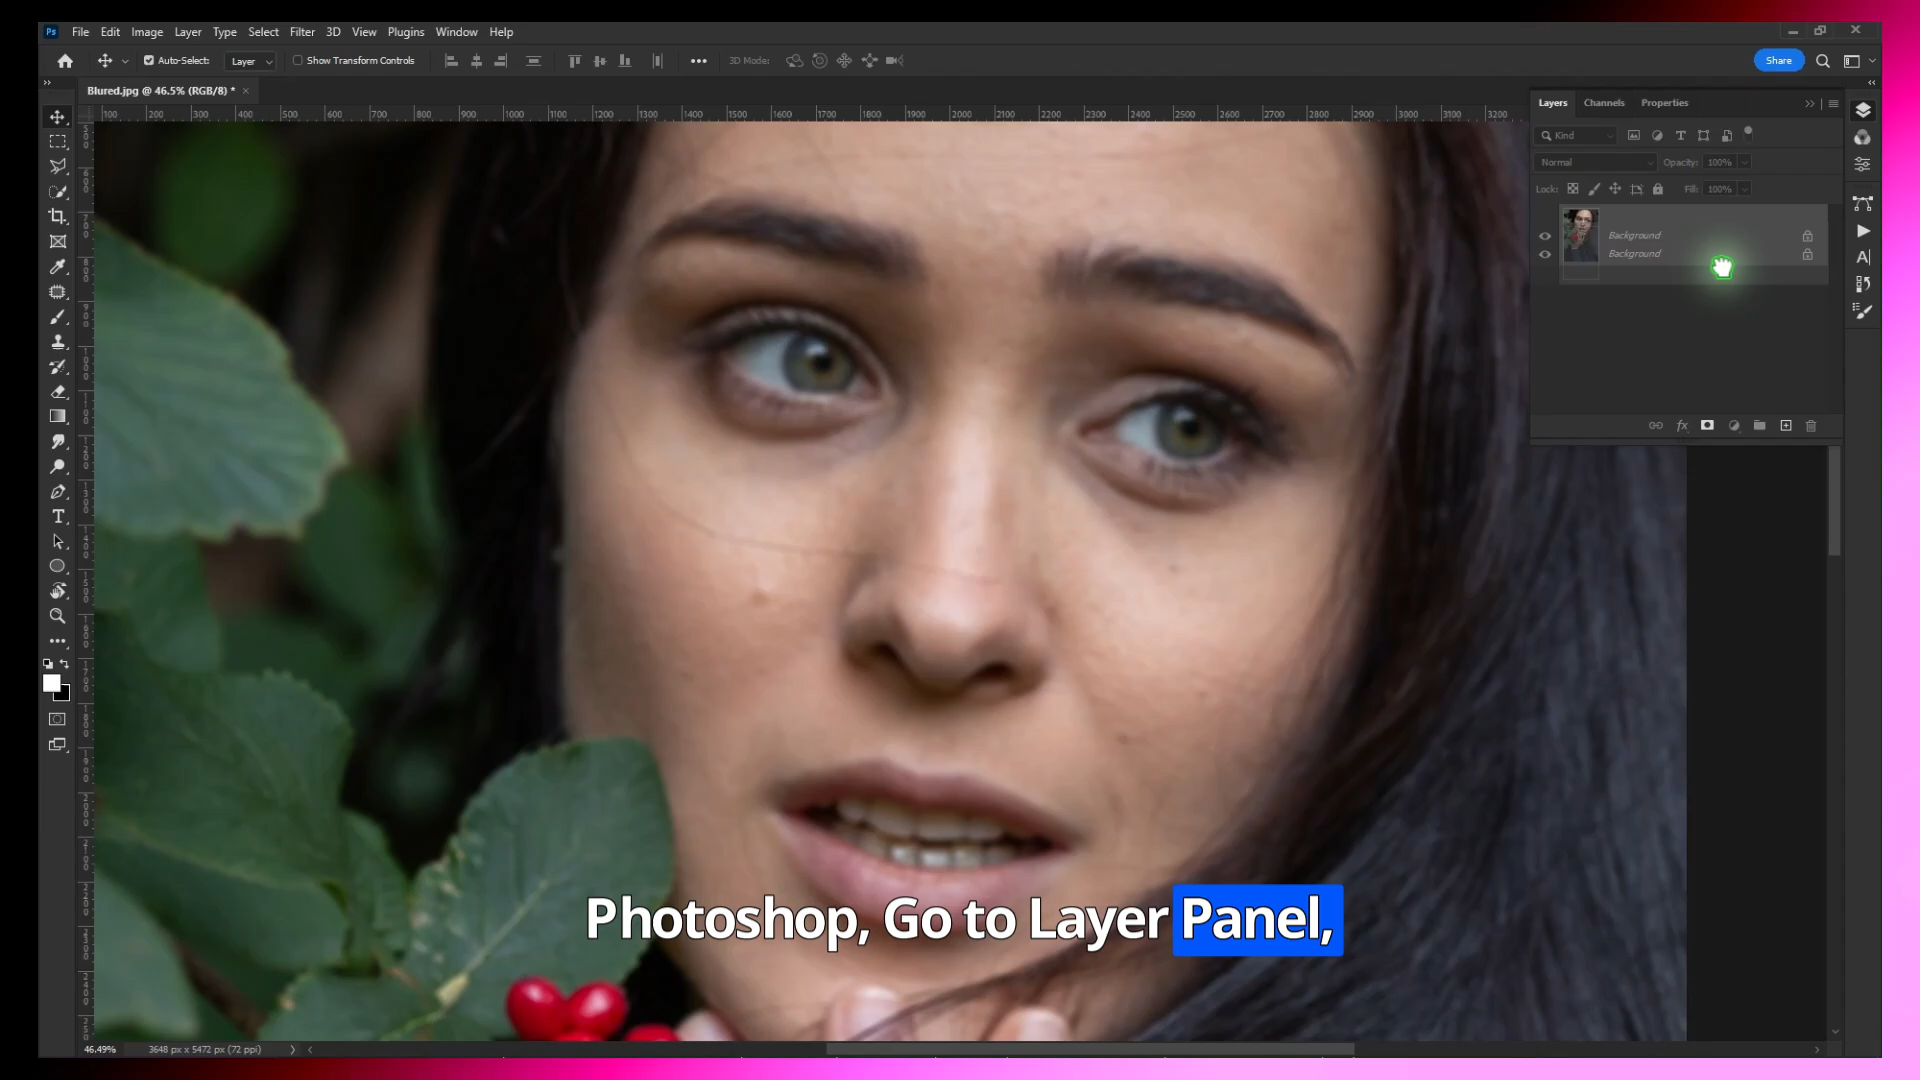 Ps File Edit Image Layer Type Select Filter 3D View Plugins Window Help
Auto-Select: Layer Show Transform Controls 3D Mode: Share
Blured.jpg @ 46.5% (RGB/8) *
100 200 300 400 500 600 700 800 900 1000 1100 1200 1300 1400 1500 1600 1700 1800 1900 2000 2100 2200 2300 2400 2500 2600 2700 2800 2900 3000 3100 3200
Layers Channels Properties
Kind
Normal Opacity: 100%
Lock: Fill: 100%
Background
Background
Photoshop, Go to Layer Panel,
46.49% 3648 px x 5472 px (72 ppi)